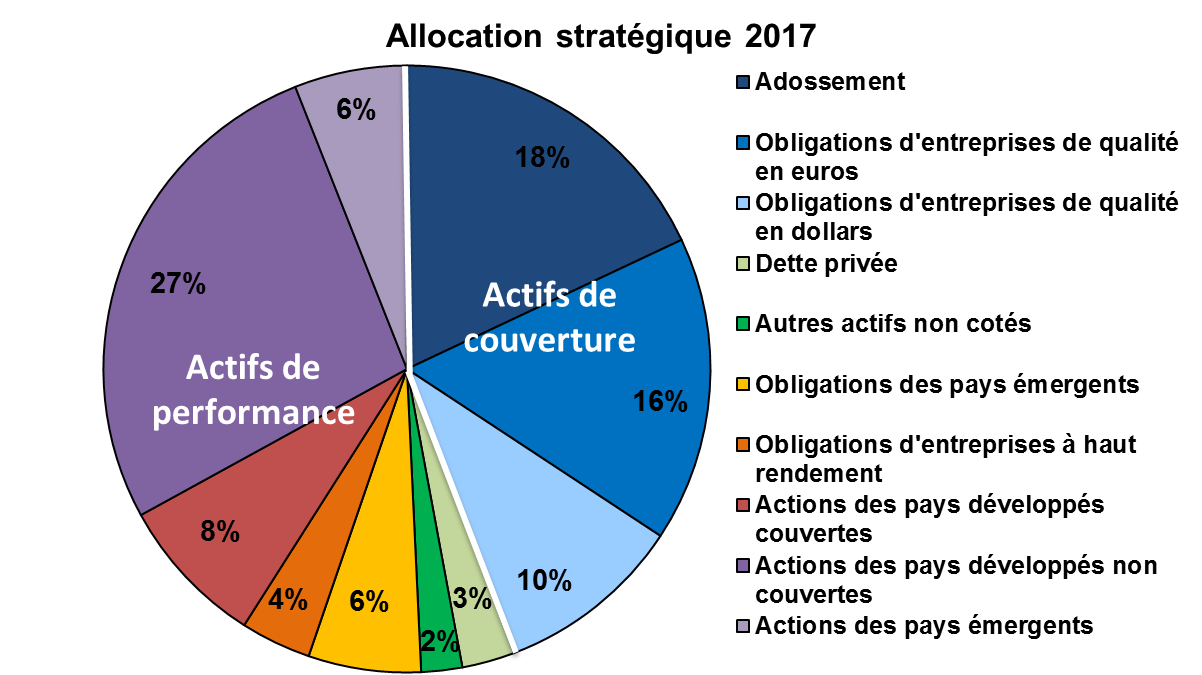 Allocation stratégique 2017
6%
18%
27%
16%
8%
4%
6%
2%
3%
10%
Actifs de
couverture
Actifs de
performance
Adossement
Obligations d'entreprises de qualité
en euros
Obligations d'entreprises de qualité
en dollars
Dette privée
Autres actifs non cotés
Obligations des pays émergents
Obligations d'entreprises à haut
rendement
Actions des pays développés
couvertes
Actions des pays développés non
couvertes
Actions des pays émergents